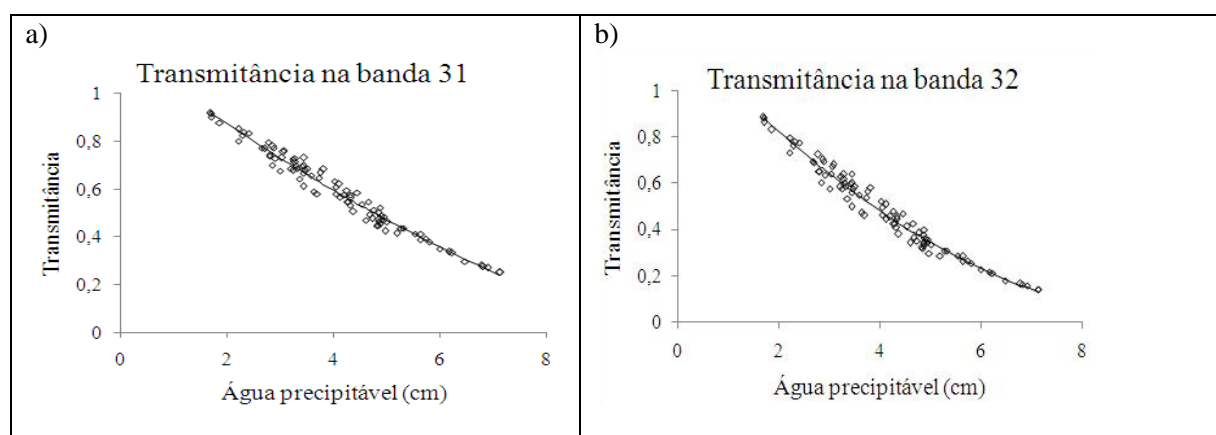 a)
Transmitância na banda 31
1
0,8
0,6
0,4
0,2
0
Transmitância
0 2 4 6 8
Água precipitável (cm)
b)
Transmitância na banda 32
1
0,8
0,6
0,4
0,2
0
Transmitância
0 2 4 6 8
Água precipitável (cm)